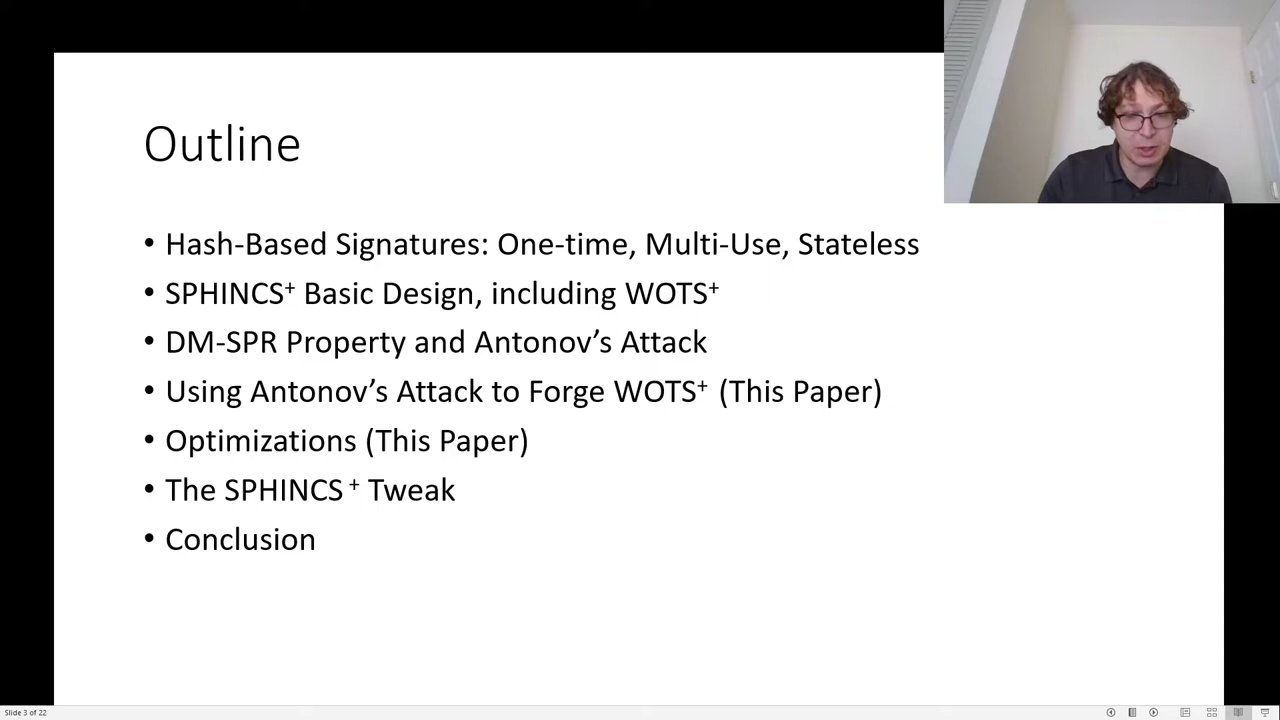 Outline
• Hash-Based Signatures: One-time, Multi-Use, Stateless
• SPHINCS⁺ Basic Design, including WOTS⁺
• DM-SPR Property and Antonov’s Attack
• Using Antonov’s Attack to Forge WOTS⁺ (This Paper)
• Optimizations (This Paper)
• The SPHINCS ⁺ Tweak
• Conclusion
Slide 3 of 22